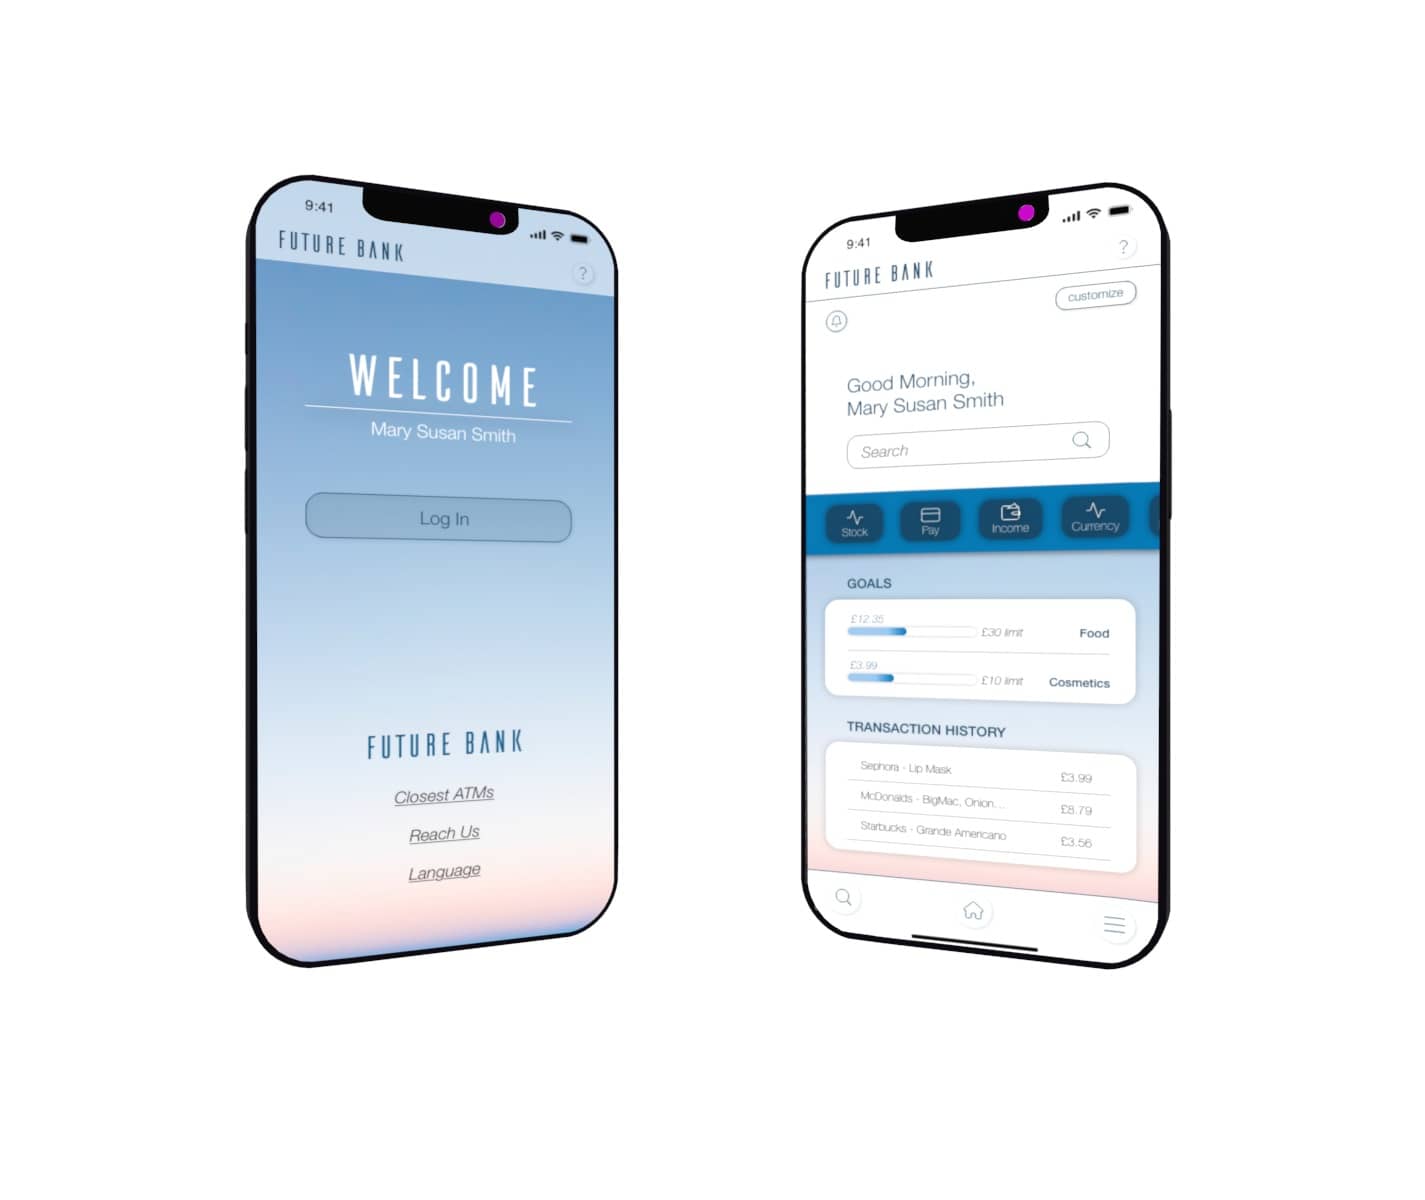 9:41
FUTURE BANK
?
WELCOME
Mary Susan Smith
Log In
FUTURE BANK
Closest ATMs
Reach Us
Language
9:41
FUTURE BANK
?
customize
Good Morning,
Mary Susan Smith
Search
Stock
Pay
Income
Currency
GOALS
£12.35
£30 limit
Food
£3.99
£10 limit
Cosmetics
TRANSACTION HISTORY
Sephora - Lip Mask £3.99
McDonalds - BigMac, Onion... £8.79
Starbucks - Grande Americano £3.56